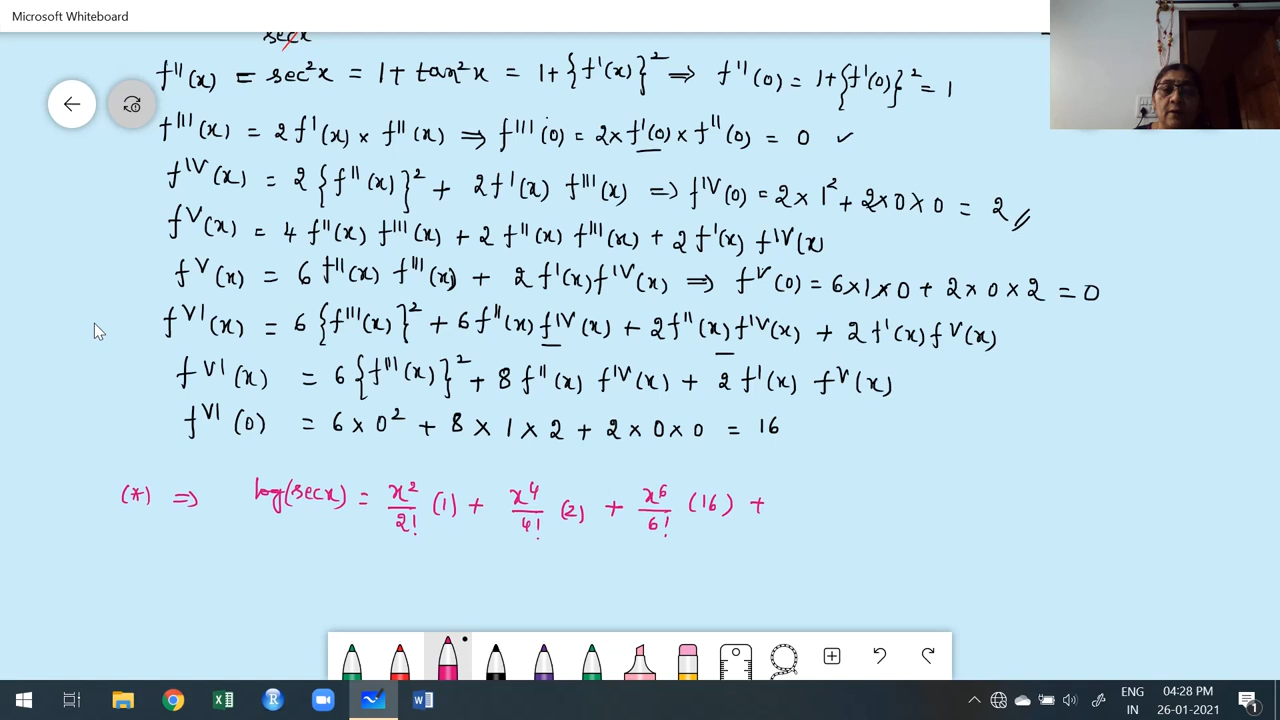 Microsoft Whiteboard
secx
f''(x) = sec²x = 1 + tan²x = 1 + {f'(x)}² ⇒ f''(0) = 1 + {f'(0)}² = 1
f'''(x) = 2 f'(x) × f''(x) ⇒ f'''(0) = 2 × f'(0) × f''(0) = 0 ✓
f^IV(x) = 2 {f''(x)}² + 2f'(x) f'''(x) ⇒ f^IV(0) = 2 × 1² + 2×0×0 = 2//
f^V(x) = 4 f''(x) f'''(x) + 2 f''(x) f'''(x) + 2 f'(x) f^IV(x)
f^V(x) = 6 f''(x) f'''(x) + 2 f'(x) f^IV(x) ⇒ f^V(0) = 6×1×0 + 2×0×2 = 0
f^VI(x) = 6 {f'''(x)}² + 6 f''(x) f^IV(x) + 2f''(x) f^IV(x) + 2 f'(x) f^V(x)
f^VI(x) = 6 {f'''(x)}² + 8 f''(x) f^IV(x) + 2 f'(x) f^V(x)
f^VI(0) = 6 × 0² + 8 × 1 × 2 + 2 × 0 × 0 = 16
(*) ⇒ log(secx) = x²/2! (1) + x⁴/4! (2) + x⁶/6! (16) +
ENG
IN
04:28 PM
26-01-2021
1